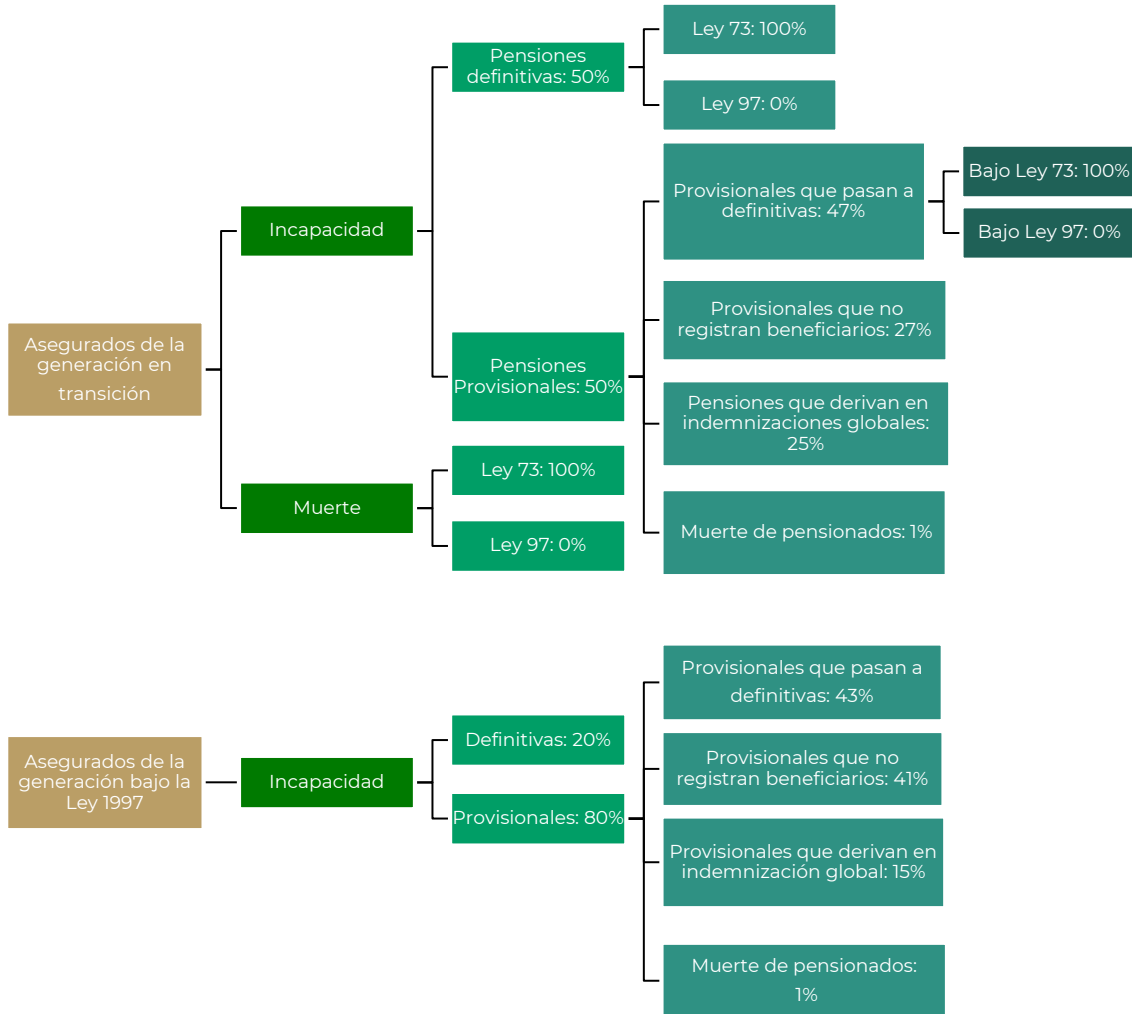 Asegurados de la
generación en
transición
Incapacidad
Pensiones
definitivas: 50%
Ley 73: 100%
Ley 97: 0%
Pensiones
Provisionales: 50%
Provisionales que pasan a
definitivas: 47%
Bajo Ley 73: 100%
Bajo Ley 97: 0%
Provisionales que no
registran beneficiarios: 27%
Pensiones que derivan en
indemnizaciones globales:
25%
Muerte de pensionados: 1%
Muerte
Ley 73: 100%
Ley 97: 0%
Asegurados de la
generación bajo la
Ley 1997
Incapacidad
Definitivas: 20%
Provisionales: 80%
Provisionales que pasan a
definitivas: 43%
Provisionales que no
registran beneficiarios: 41%
Provisionales que derivan en
indemnización global: 15%
Muerte de pensionados:
1%